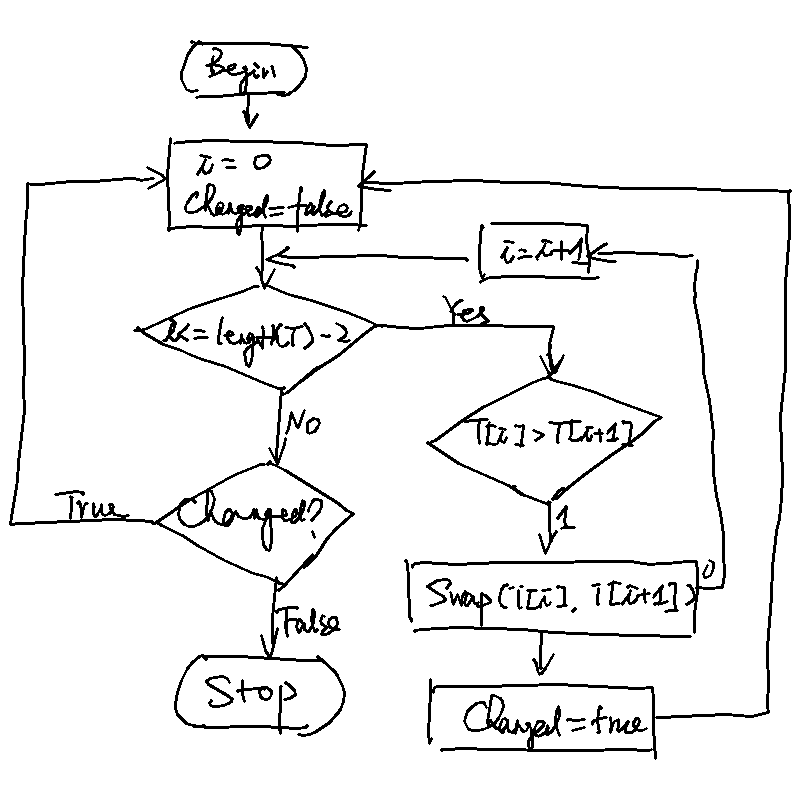 Begin
i = 0
Changed=false
i=i+1
i<=length(T)-2
Yes
T[i]>T[i+1]
No
Changed?
True
1
0
Swap(T[i], T[i+1])
False
Stop
Changed=true